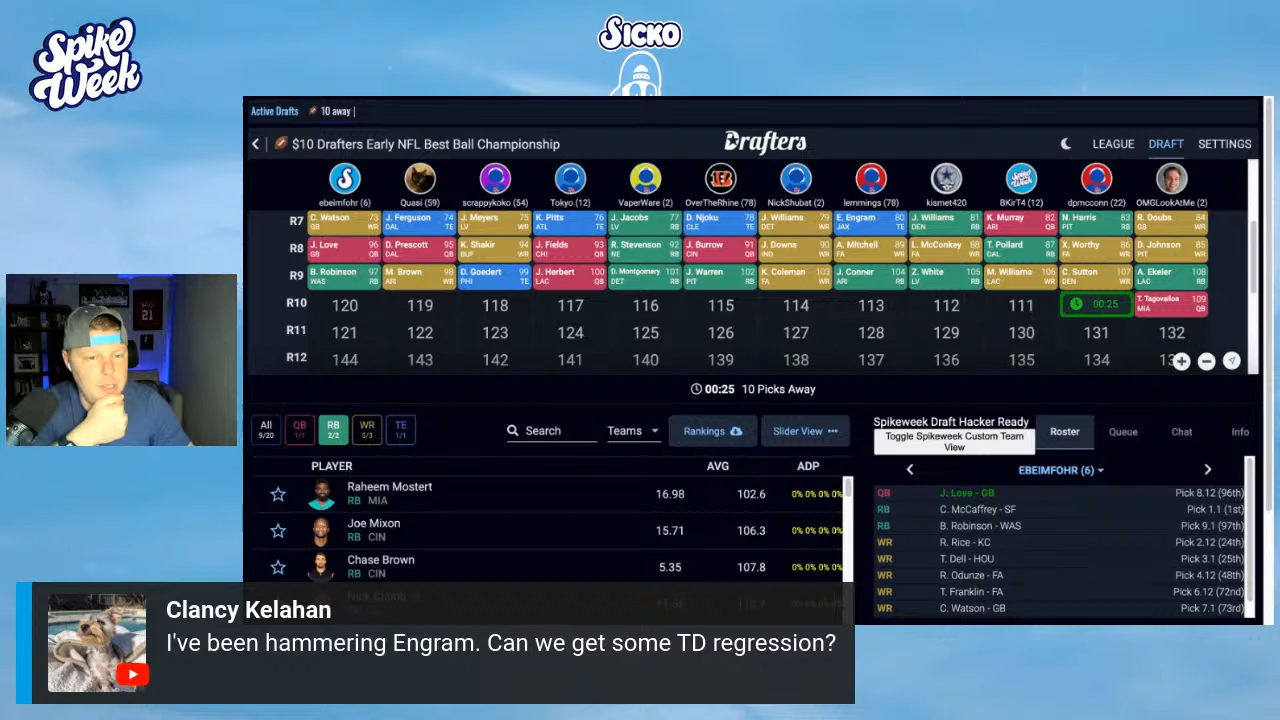 Spike Week
SICKO
Active Drafts 10 away |
$10 Drafters Early NFL Best Ball Championship
Drafters
LEAGUE DRAFT SETTINGS
ebeimfohr (6) Quasi (59) scrappykoko (54) Tokyo (12) VaperWare (2) OverTheRhine (78) NickShubat (2) lemmings (78) kismet420 BKirT4 (12) dpmcconn (22) OMGLookAtMe (2)
R7 C. Watson 73 J. Ferguson 74 J. Meyers 75 K. Pitts 76 J. Jacobs 77 D. Njoku 78 J. Williams 79 E. Engram 80 J. Williams 81 K. Murray 82 N. Harris 83 R. Doubs 84
GB WR DAL TE LV WR ATL TE LV RB CLE TE DET WR JAX TE DEN RB ARI QB PIT RB GB WR
R8 J. Love 96 D. Prescott 95 K. Shakir 94 J. Fields 93 R. Stevenson 92 J. Burrow 91 J. Downs 90 A. Mitchell 89 L. McConkey 88 T. Pollard 87 X. Worthy 86 D. Johnson 85
GB QB DAL QB BUF WR CHI QB NE RB CIN QB IND WR FA WR FA WR DAL RB FA WR PIT WR
R9 B. Robinson 97 M. Brown 98 D. Goedert 99 J. Herbert 100 D. Montgomery 101 J. Warren 102 K. Coleman 103 J. Conner 104 Z. White 105 M. Williams 106 C. Sutton 107 A. Ekeler 108
WAS RB ARI WR PHI TE LAC QB DET RB PIT RB FA WR ARI RB LV RB LAC WR DEN WR LAC RB
R10 120 119 118 117 116 115 114 113 112 111 00:25 T. Tagovailoa 109
MIA QB
R11 121 122 123 124 125 126 127 128 129 130 131 132
R12 144 143 142 141 140 139 138 137 136 135 134
00:25 10 Picks Away
All 9/20 QB 1/1 RB 2/2 WR 5/3 TE 1/1
Search Teams Rankings Slider View
PLAYER AVG ADP
Raheem Mostert
RB MIA 16.98 102.6 0% 0% 0% 0%
Joe Mixon
RB CIN 15.71 106.3 0% 0% 0% 0%
Chase Brown
RB CIN 5.35 107.8 0% 0% 0% 0%
Nick Chubb
Spikeweek Draft Hacker Ready
Toggle Spikeweek Custom Team
View
Roster Queue Chat Info
EBEIMFOHR (6)
QB J. Love - GB Pick 8.12 (96th)
RB C. McCaffrey - SF Pick 1.1 (1st)
RB B. Robinson - WAS Pick 9.1 (97th)
WR R. Rice - KC Pick 2.12 (24th)
WR T. Dell - HOU Pick 3.1 (25th)
WR R. Odunze - FA Pick 4.12 (48th)
WR T. Franklin - FA Pick 6.12 (72nd)
WR C. Watson - GB Pick 7.1 (73rd)
Clancy Kelahan
I've been hammering Engram. Can we get some TD regression?